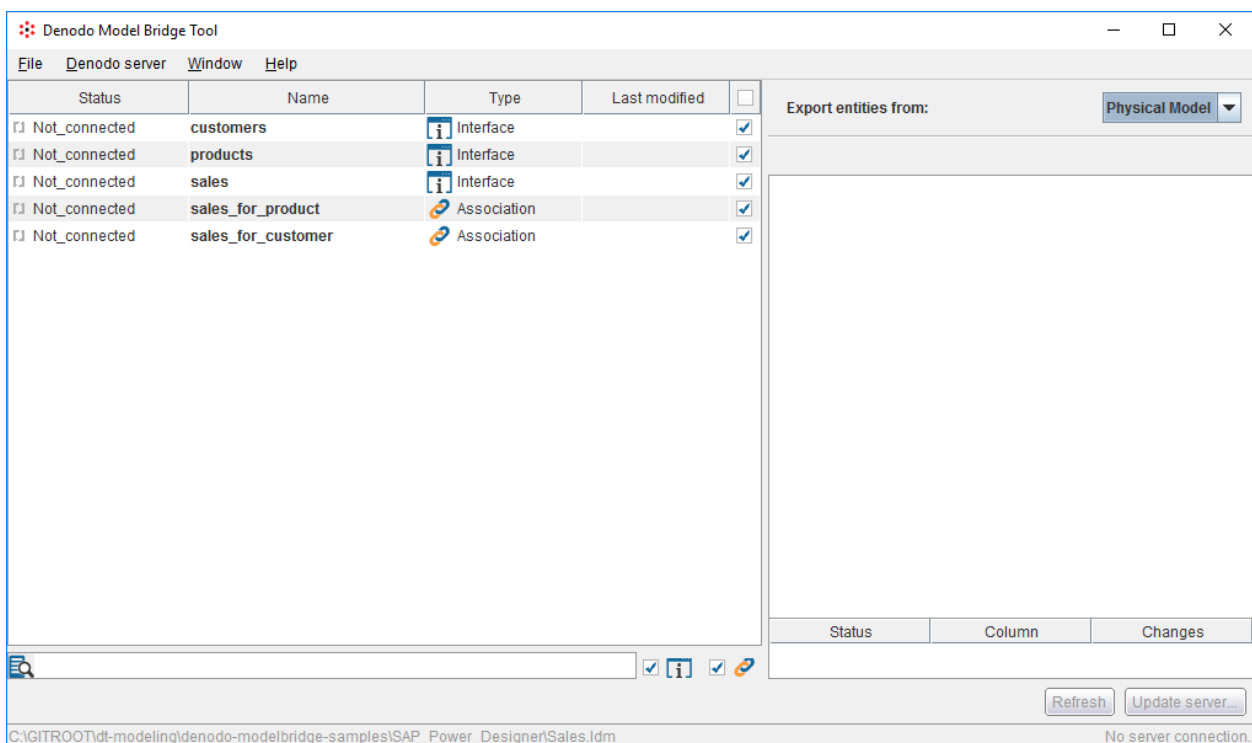 Denodo Model Bridge Tool
File Denodo server Window Help
Status Name Type Last modified
Export entities from: Physical Model
Not_connected customers Interface
Not_connected products Interface
Not_connected sales Interface
Not_connected sales_for_product Association
Not_connected sales_for_customer Association
Status Column Changes
Refresh Update server...
C:\GITROOT\dt-modeling\denodo-modelbridge-samples\SAP_Power_Designer\Sales.ldm No server connection.